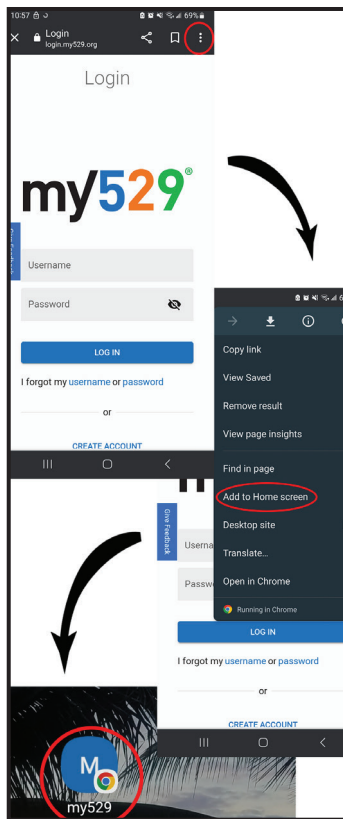 10:57
69%
Login
login.my529.org
Login
my529®
Give Feedback
Username
Password
LOG IN
I forgot my username or password
or
CREATE ACCOUNT
6
Copy link
View Saved
Remove result
View page insights
Find in page
Add to Home screen
Desktop site
Translate...
Open in Chrome
Running in Chrome
Give Feedback
Userna
Passw
LOG IN
I forgot my username or password
or
CREATE ACCOUNT
M
my529